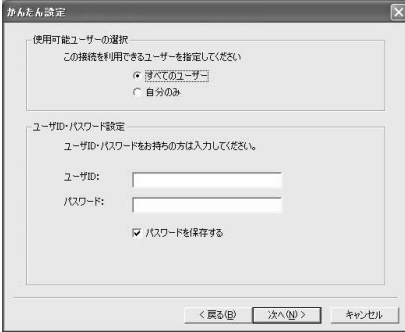 かんたん設定
使用可能ユーザーの選択
この接続を利用できるユーザーを指定してください
すべてのユーザー
自分のみ
ユーザID・パスワード設定
ユーザID・パスワードをお持ちの方は入力してください。
ユーザID:
パスワード:
パスワードを保存する
< 戻る(B)
次へ(N) >
キャンセル